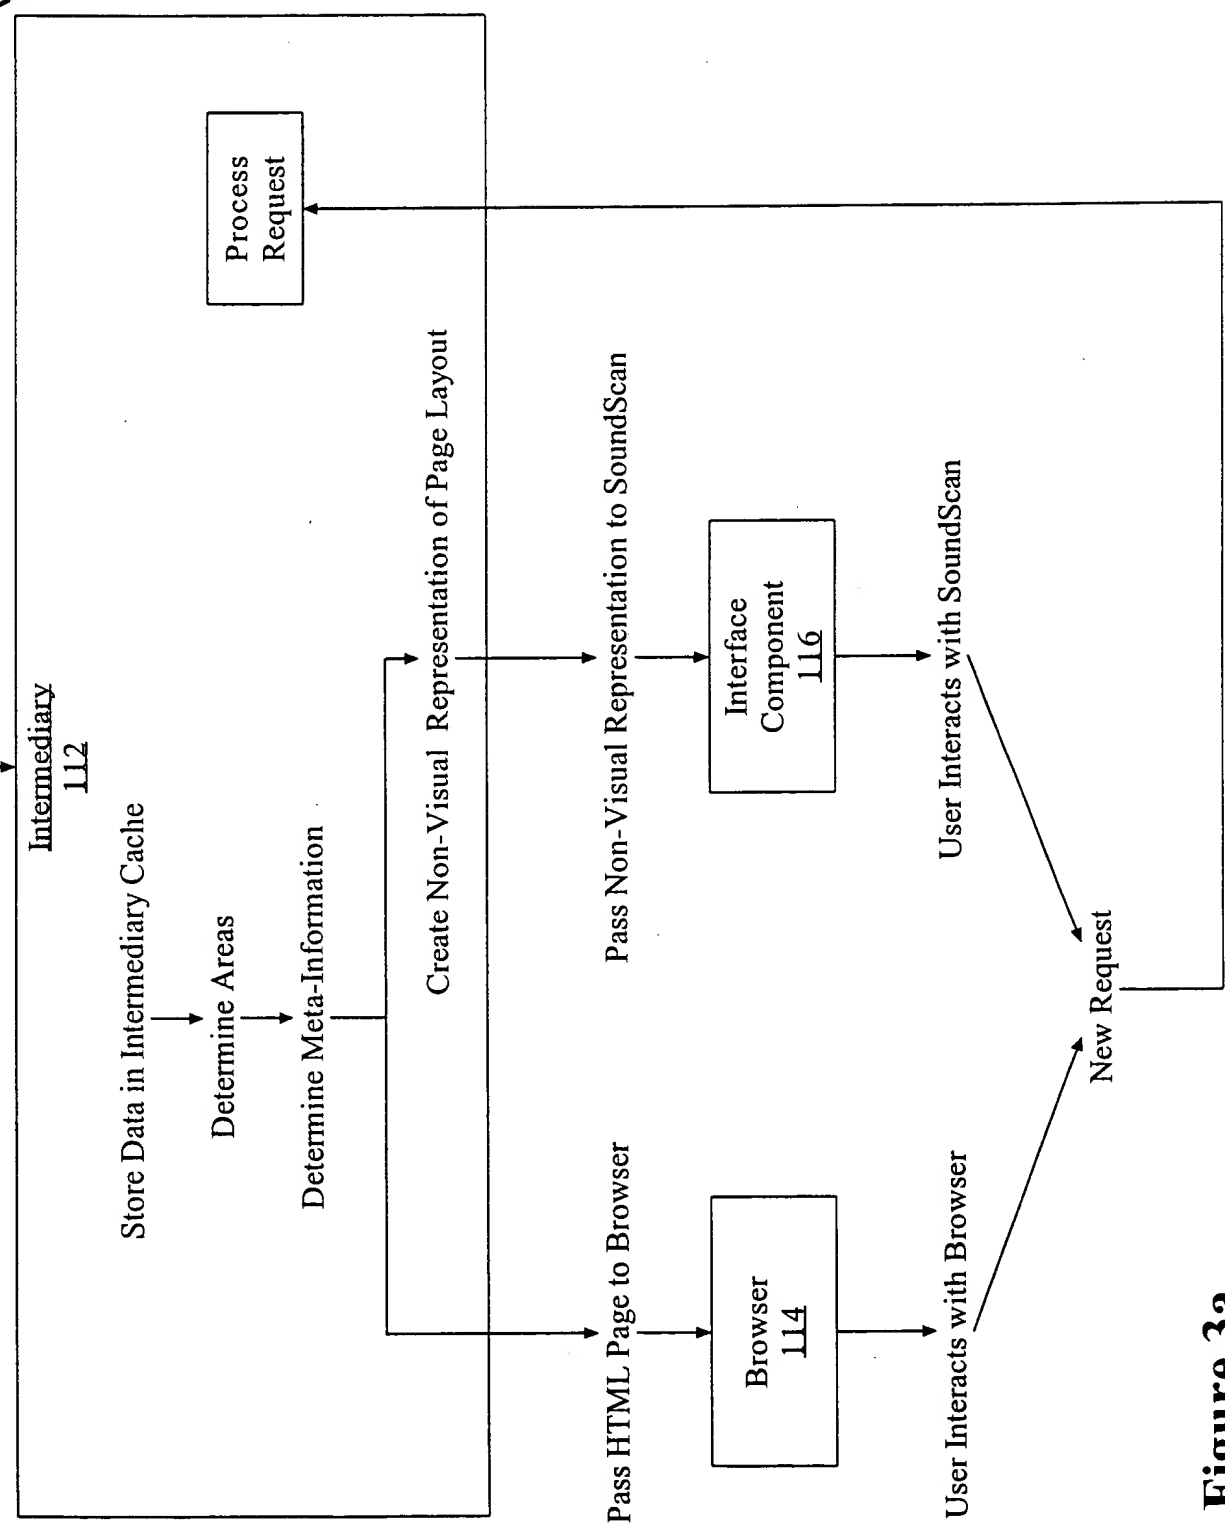 Intermediary
112
Store Data in Intermediary Cache
Determine Areas
Determine Meta-Information
Create Non-Visual Representation of Page Layout
Process
Request
Pass HTML Page to Browser
Pass Non-Visual Representation to SoundScan
Browser
114
Interface
Component
116
User Interacts with Browser
User Interacts with SoundScan
New Request
Figure 3a